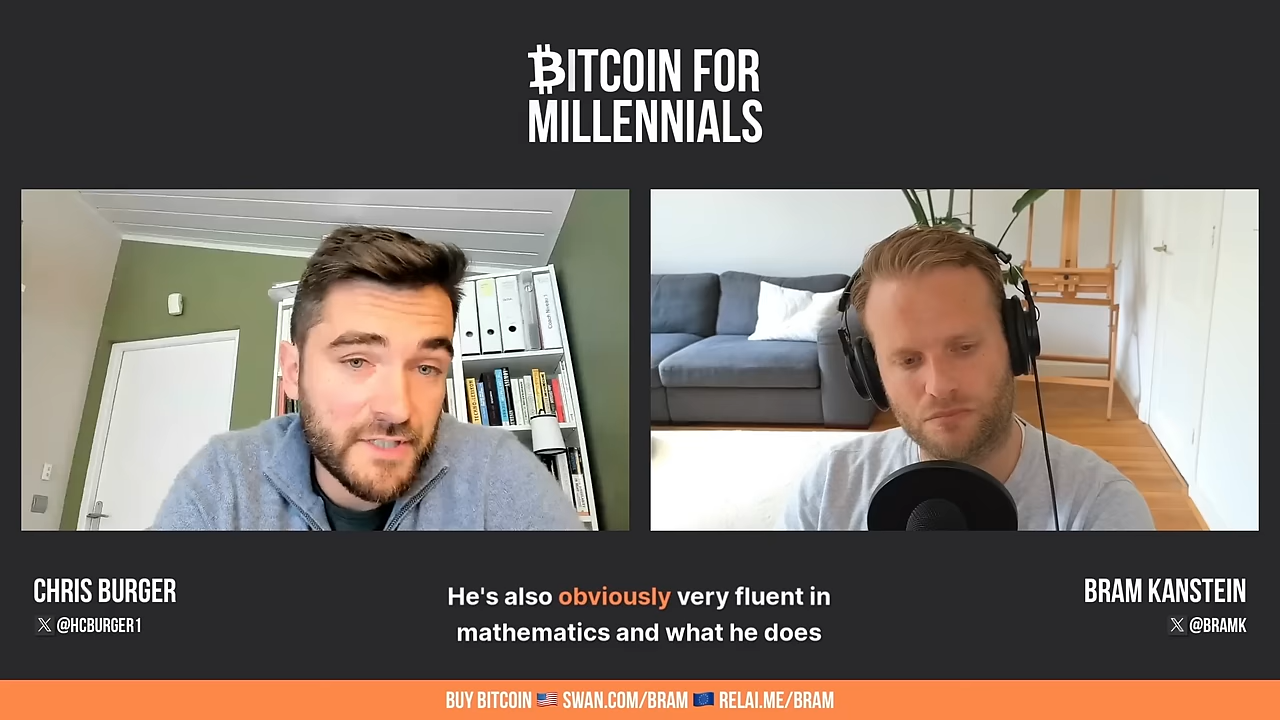 BITCOIN FOR
MILLENNIALS
CHRIS BURGER
@HCBURGER1
He's also obviously very fluent in
mathematics and what he does
BRAM KANSTEIN
@BRAMK
BUY BITCOIN 🇺🇸 SWAN.COM/BRAM 🇪🇺 RELAI.ME/BRAM